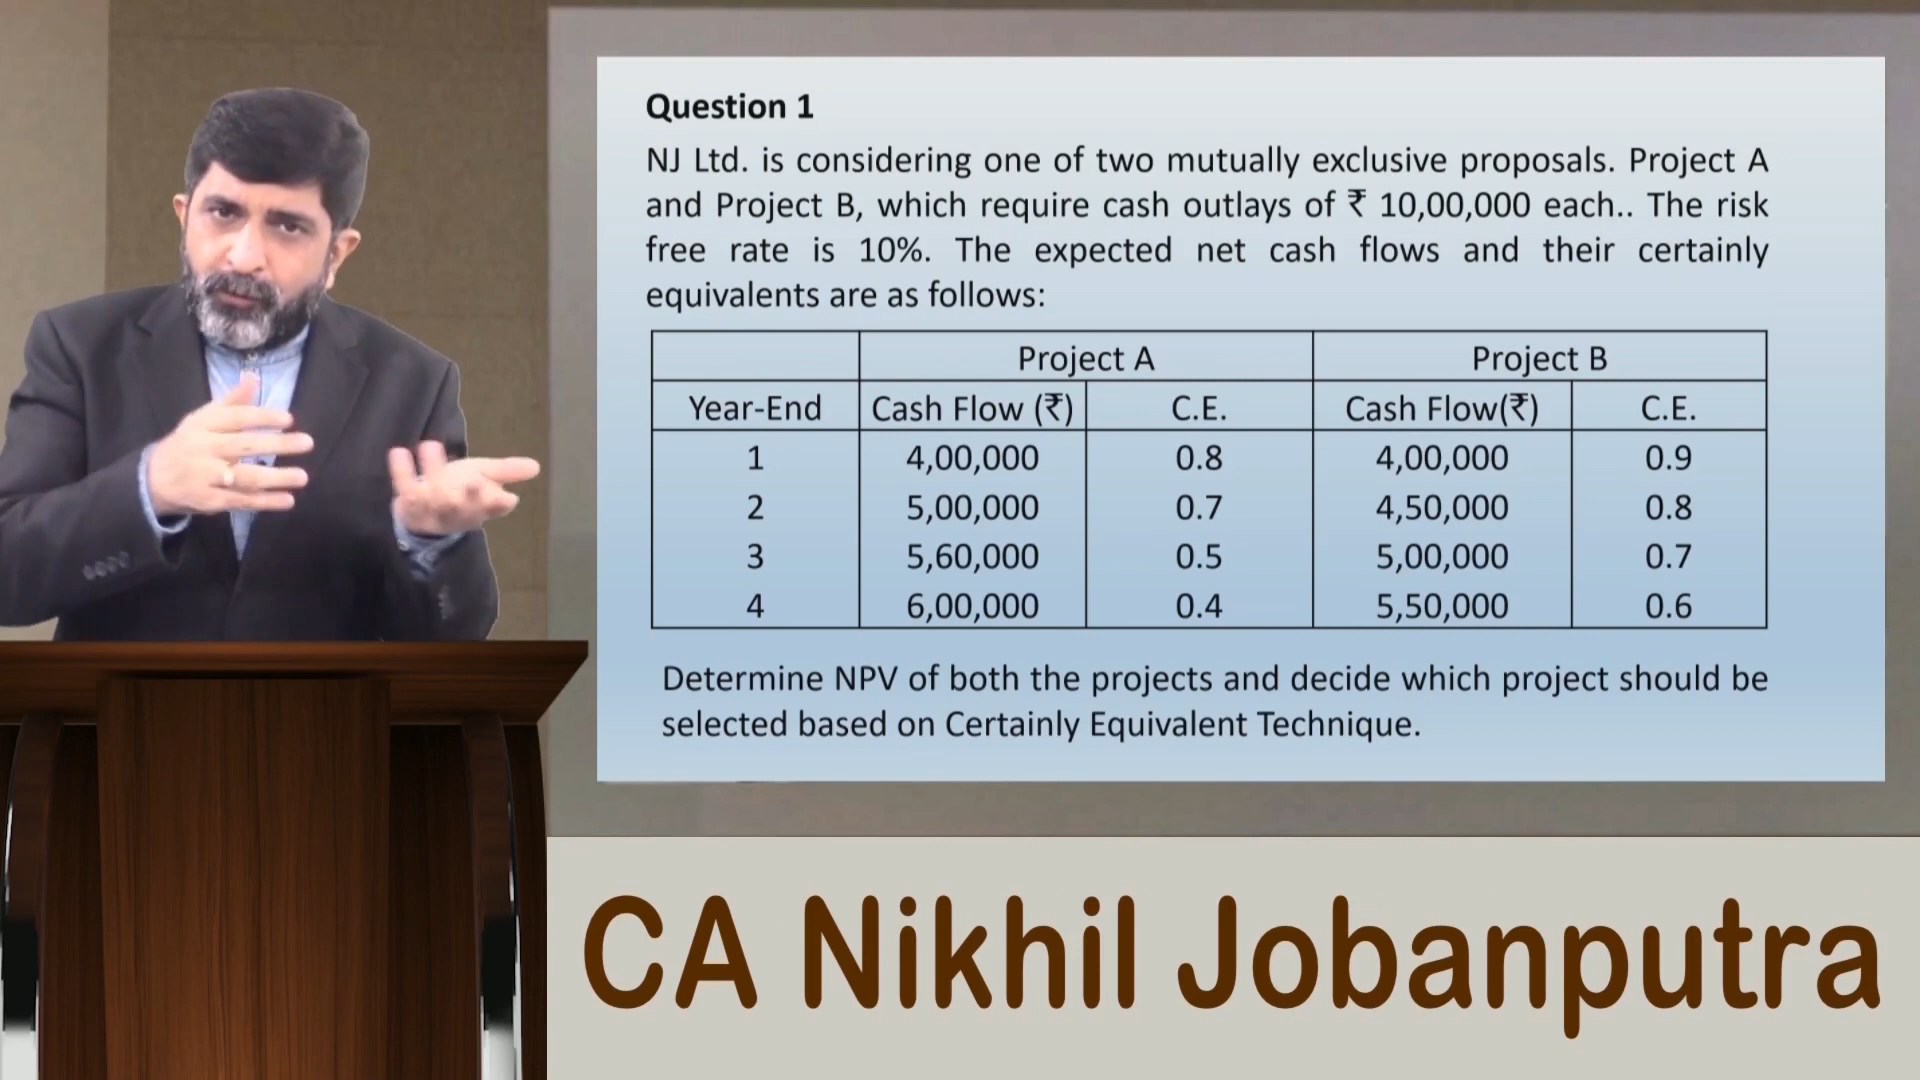 Question 1
NJ Ltd. is considering one of two mutually exclusive proposals. Project A
and Project B, which require cash outlays of ₹ 10,00,000 each.. The risk
free rate is 10%. The expected net cash flows and their certainly
equivalents are as follows:
Project A Project B
Year-End Cash Flow (₹) C.E. Cash Flow(₹) C.E.
1 4,00,000 0.8 4,00,000 0.9
2 5,00,000 0.7 4,50,000 0.8
3 5,60,000 0.5 5,00,000 0.7
4 6,00,000 0.4 5,50,000 0.6
Determine NPV of both the projects and decide which project should be
selected based on Certainly Equivalent Technique.
CA Nikhil Jobanputra